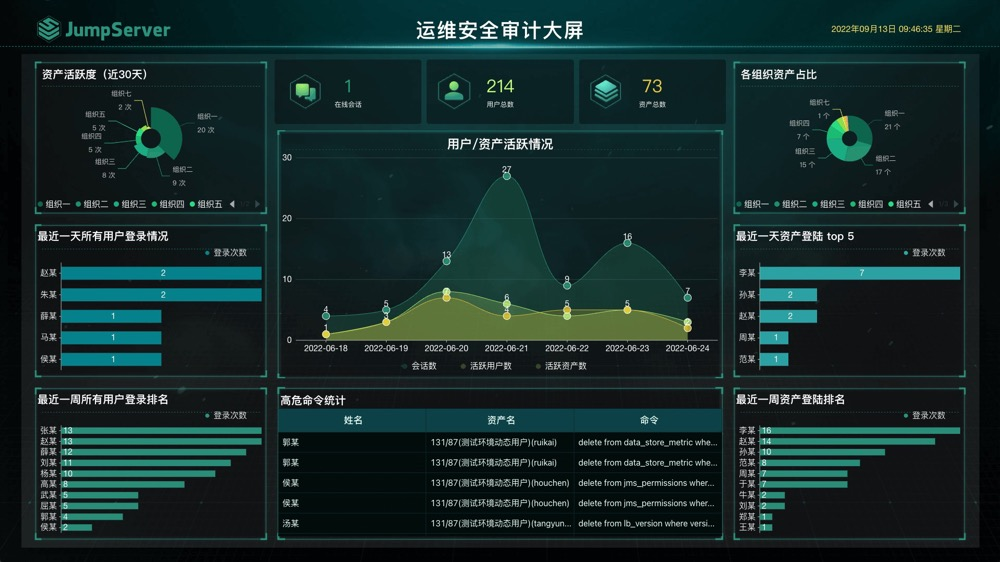 JumpServer
运维安全审计大屏
2022年09月13日 09:46:35 星期二
资产活跃度（近30天）
组织七
2 次
组织五
5 次
组织四
5 次
组织三
8 次
组织一
20 次
组织二
9 次
组织一 组织二 组织三 组织四 组织五
1
在线会话
214
用户总数
73
资产总数
各组织资产占比
组织七
1 个
组织四
7 个
组织三
15 个
组织一
21 个
组织二
17 个
组织一 组织二 组织三 组织四 组织五
用户/资产活跃情况
30
20
10
0
4
5
13
27
9
16
7
1
3
8
7
6
4
5
5
2022-06-18 2022-06-19 2022-06-20 2022-06-21 2022-06-22 2022-06-23 2022-06-24
会话数 活跃用户数 活跃资产数
最近一天所有用户登录情况
登录次数
赵某 2
朱某 2
薛某 1
马某 1
侯某 1
最近一天资产登陆 top 5
登录次数
李某 7
孙某 2
赵某 2
周某 1
范某 1
最近一周所有用户登录排名
登录次数
张某 13
赵某 13
薛某 12
刘某 11
杨某 10
高某 8
武某 5
屈某 5
郭某 4
侯某 2
高危命令统计
姓名 资产名 命令
郭某 131/87(测试环境动态用户)(ruikai) delete from data_store_metric whe...
郭某 131/87(测试环境动态用户)(ruikai) delete from data_store_metric whe...
侯某 131/87(测试环境动态用户)(houchen) delete from jms_permissions wher...
侯某 131/87(测试环境动态用户)(houchen) delete from jms_permissions wher...
汤某 131/87(测试环境动态用户)(tangyun... delete from lb_version where versi...
最近一周资产登陆排名
登录次数
李某 16
赵某 14
孙某 10
范某 8
周某 7
于某 7
牛某 2
刘某 2
郑某 1
王某 1